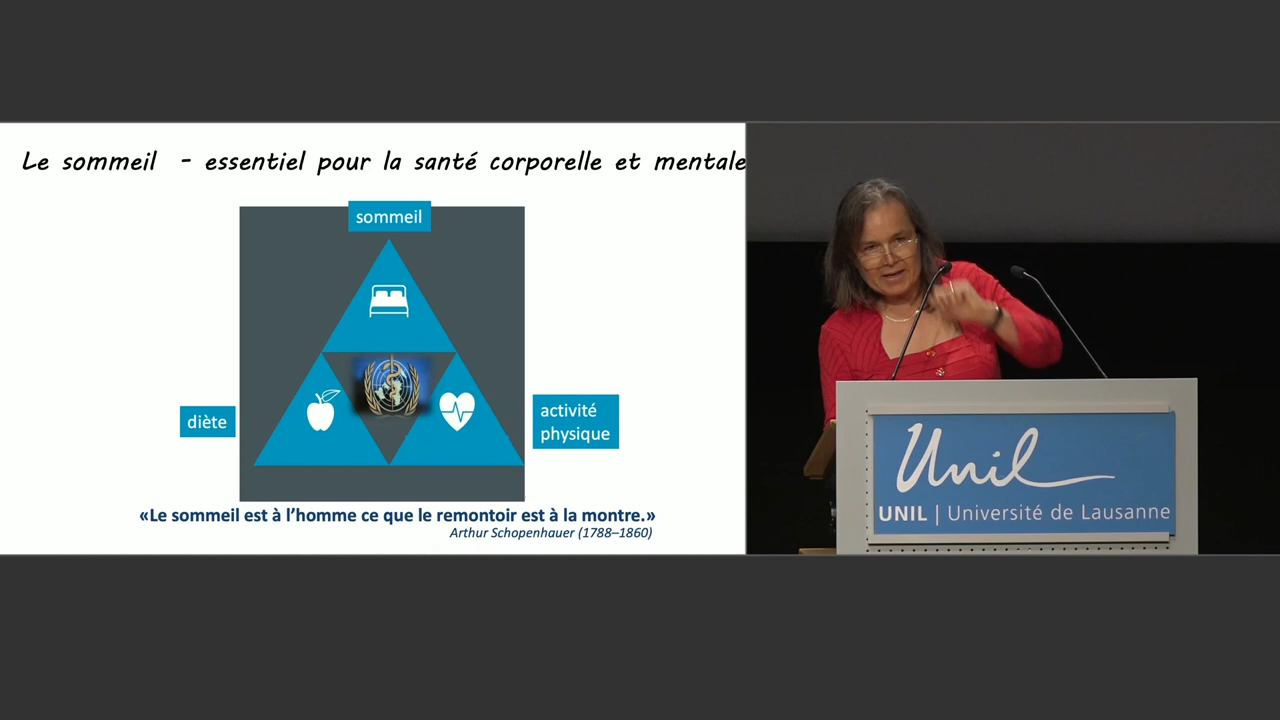 Le sommeil - essentiel pour la santé corporelle et mentale
sommeil
diète
activité
physique
«Le sommeil est à l’homme ce que le remontoir est à la montre.»
Arthur Schopenhauer (1788–1860)
Unil
UNIL | Université de Lausanne